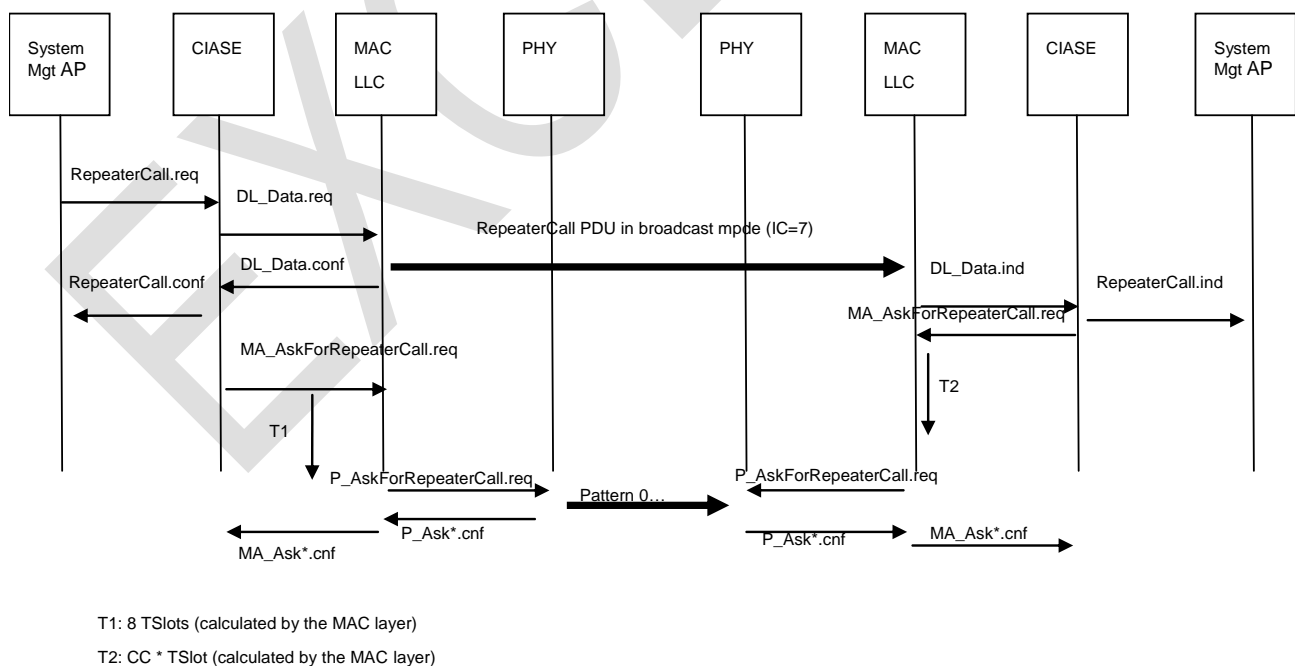 System
Mgt AP
CIASE
MAC
LLC
PHY
PHY
MAC
LLC
CIASE
System
Mgt AP
RepeaterCall.req
DL_Data.req
RepeaterCall PDU in broadcast mpde (IC=7)
DL_Data.conf
DL_Data.ind
RepeaterCall.conf
RepeaterCall.ind
MA_AskForRepeaterCall.req
MA_AskForRepeaterCall.req
T2
T1
P_AskForRepeaterCall.req
P_AskForRepeaterCall.req
Pattern 0…
P_Ask*.cnf
MA_Ask*.cnf
P_Ask*.cnf
MA_Ask*.cnf
T1: 8 TSlots (calculated by the MAC layer)
T2: CC * TSlot (calculated by the MAC layer)